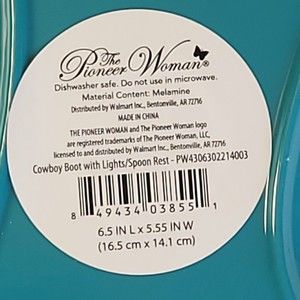 The
Pioneer Woman®
Dishwasher safe. Do not use in microwave.
Material Content: Melamine
Distributed by Walmart Inc., Bentonville, AR 72716
MADE IN CHINA
THE PIONEER WOMAN and The Pioneer Woman logo
are registered trademarks of The Pioneer Woman, LLC,
licensed to and distributed by Walmart Inc., Bentonville, AR 72716
Cowboy Boot with Lights/Spoon Rest - PW4306302214003
8 49434 03855 1
6.5 IN L x 5.55 IN W
(16.5 cm x 14.1 cm)